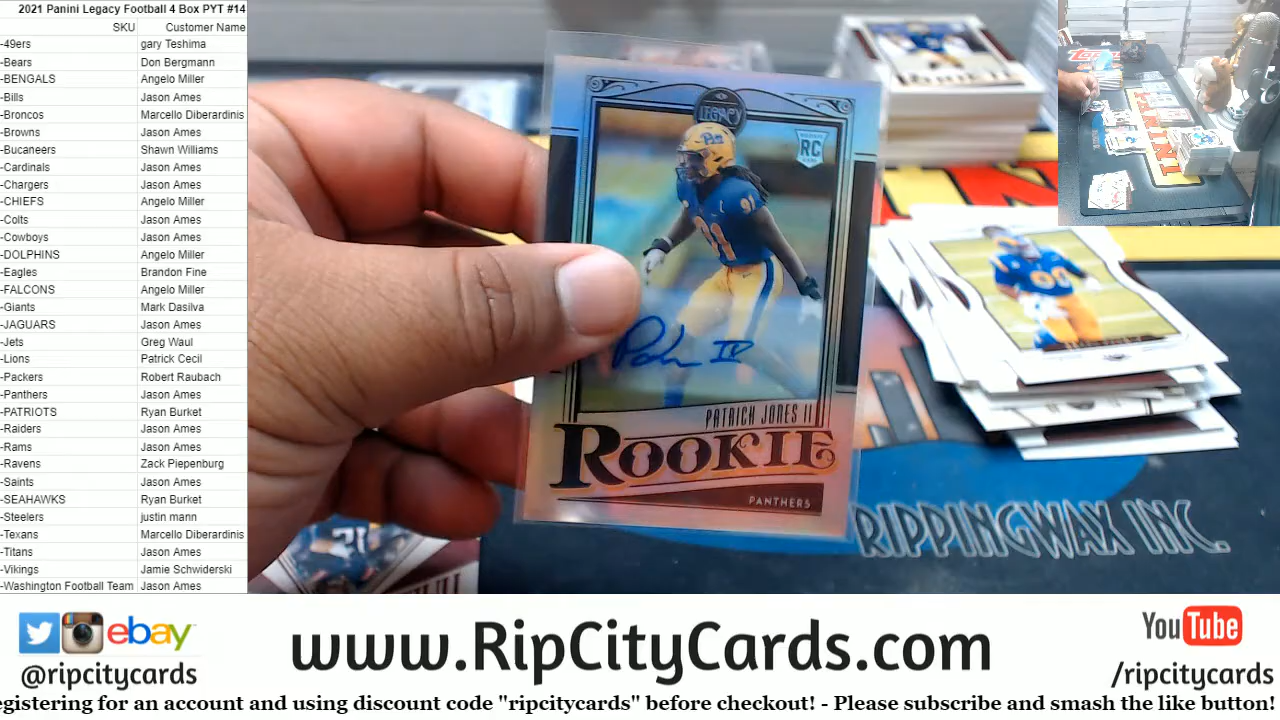 2021 Panini Legacy Football 4 Box PYT #14
SKU Customer Name
-49ers gary Teshima
-Bears Don Bergmann
-BENGALS Angelo Miller
-Bills Jason Ames
-Broncos Marcello Diberardinis
-Browns Jason Ames
-Bucaneers Shawn Williams
-Cardinals Jason Ames
-Chargers Jason Ames
-CHIEFS Angelo Miller
-Colts Jason Ames
-Cowboys Jason Ames
-DOLPHINS Angelo Miller
-Eagles Brandon Fine
-FALCONS Angelo Miller
-Giants Mark Dasilva
-JAGUARS Jason Ames
-Jets Greg Waul
-Lions Patrick Cecil
-Packers Robert Raubach
-Panthers Jason Ames
-PATRIOTS Ryan Burket
-Raiders Jason Ames
-Rams Jason Ames
-Ravens Zack Piepenburg
-Saints Jason Ames
-SEAHAWKS Ryan Burket
-Steelers justin mann
-Texans Marcello Diberardinis
-Titans Jason Ames
-Vikings Jamie Schwiderski
-Washington Football Team Jason Ames
LEGACY
RC
91
PATRICK JONES II
ROOKIE
PANTHERS
ROOKIE
RIPPINGWAX INC.
ebay
@ripcitycards
www.RipCityCards.com
YouTube
/ripcitycards
egistering for an account and using discount code "ripcitycards" before checkout! - Please subscribe and smash the like button!